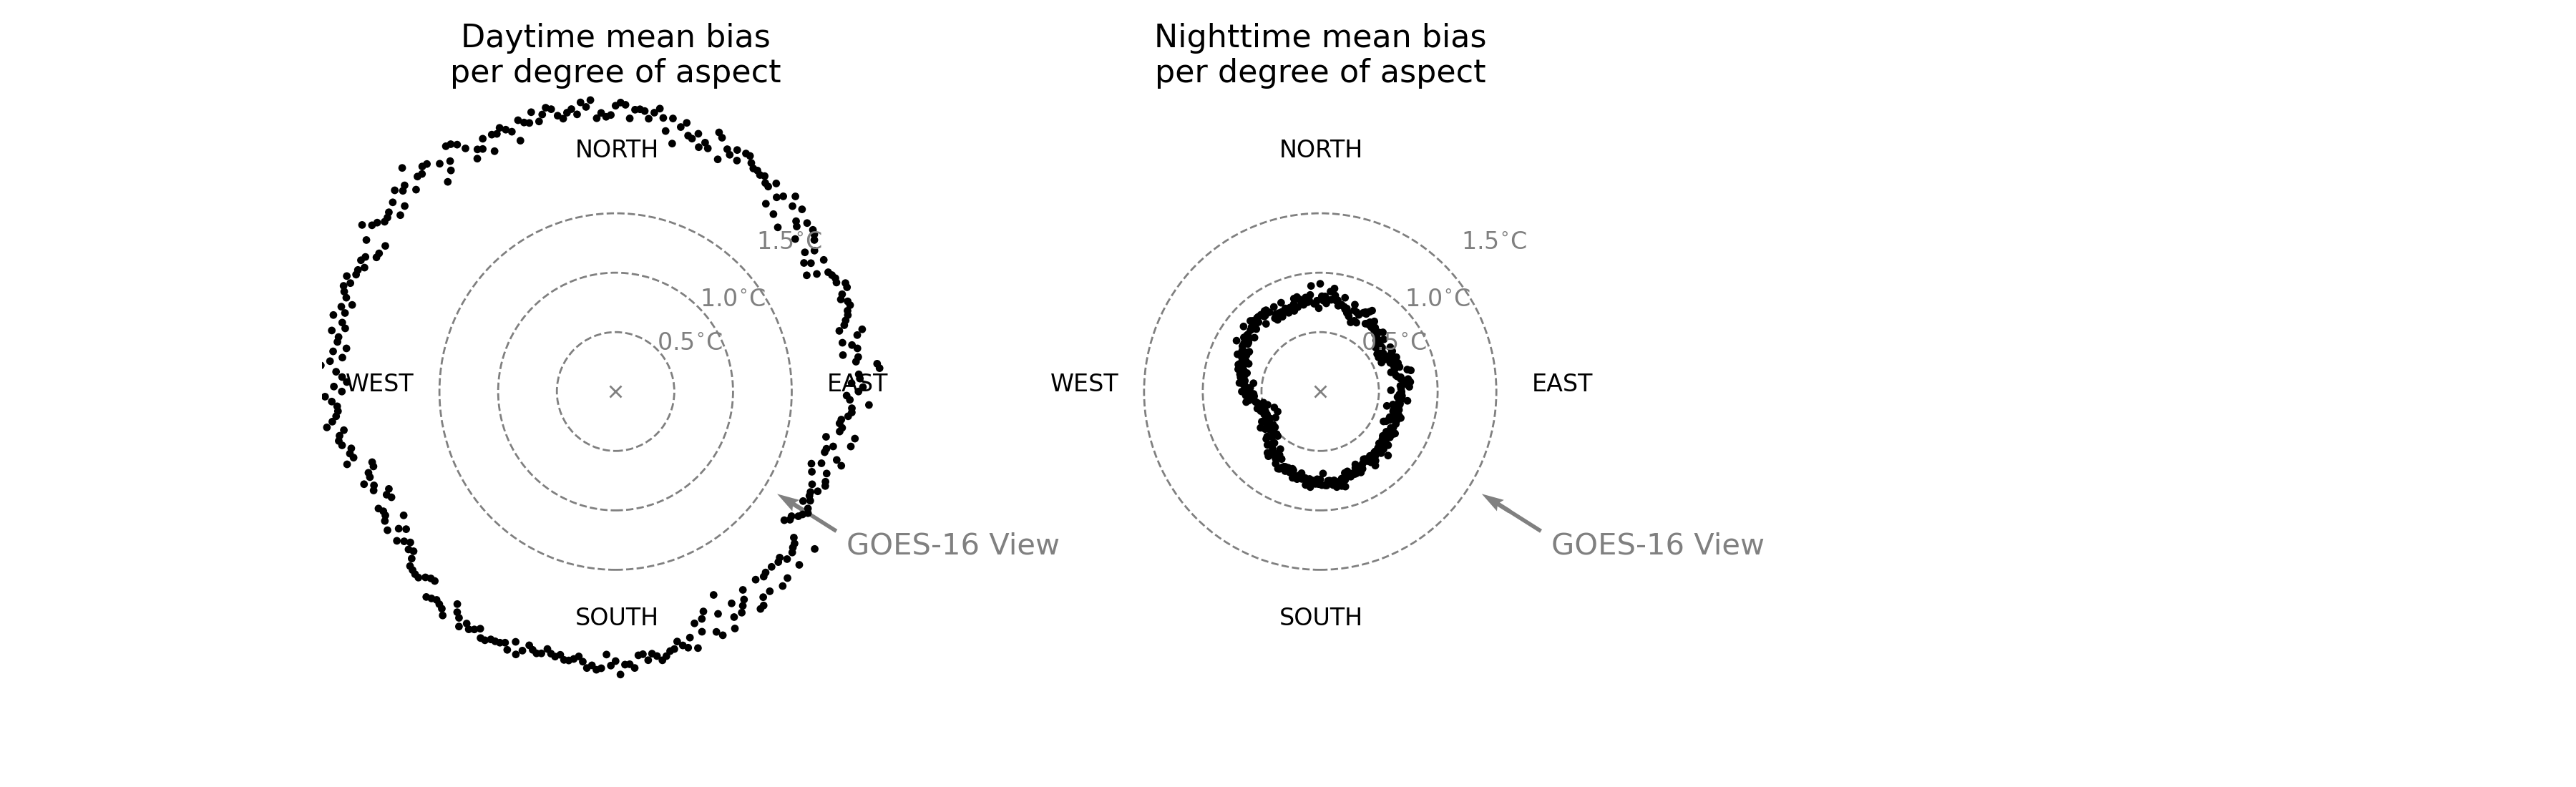 Daytime mean bias
per degree of aspect
NORTH
1.5°C
1.0°C
0.5°C
WEST
EAST
GOES-16 View
SOUTH
Nighttime mean bias
per degree of aspect
NORTH
1.5°C
1.0°C
0.5°C
WEST
EAST
GOES-16 View
SOUTH